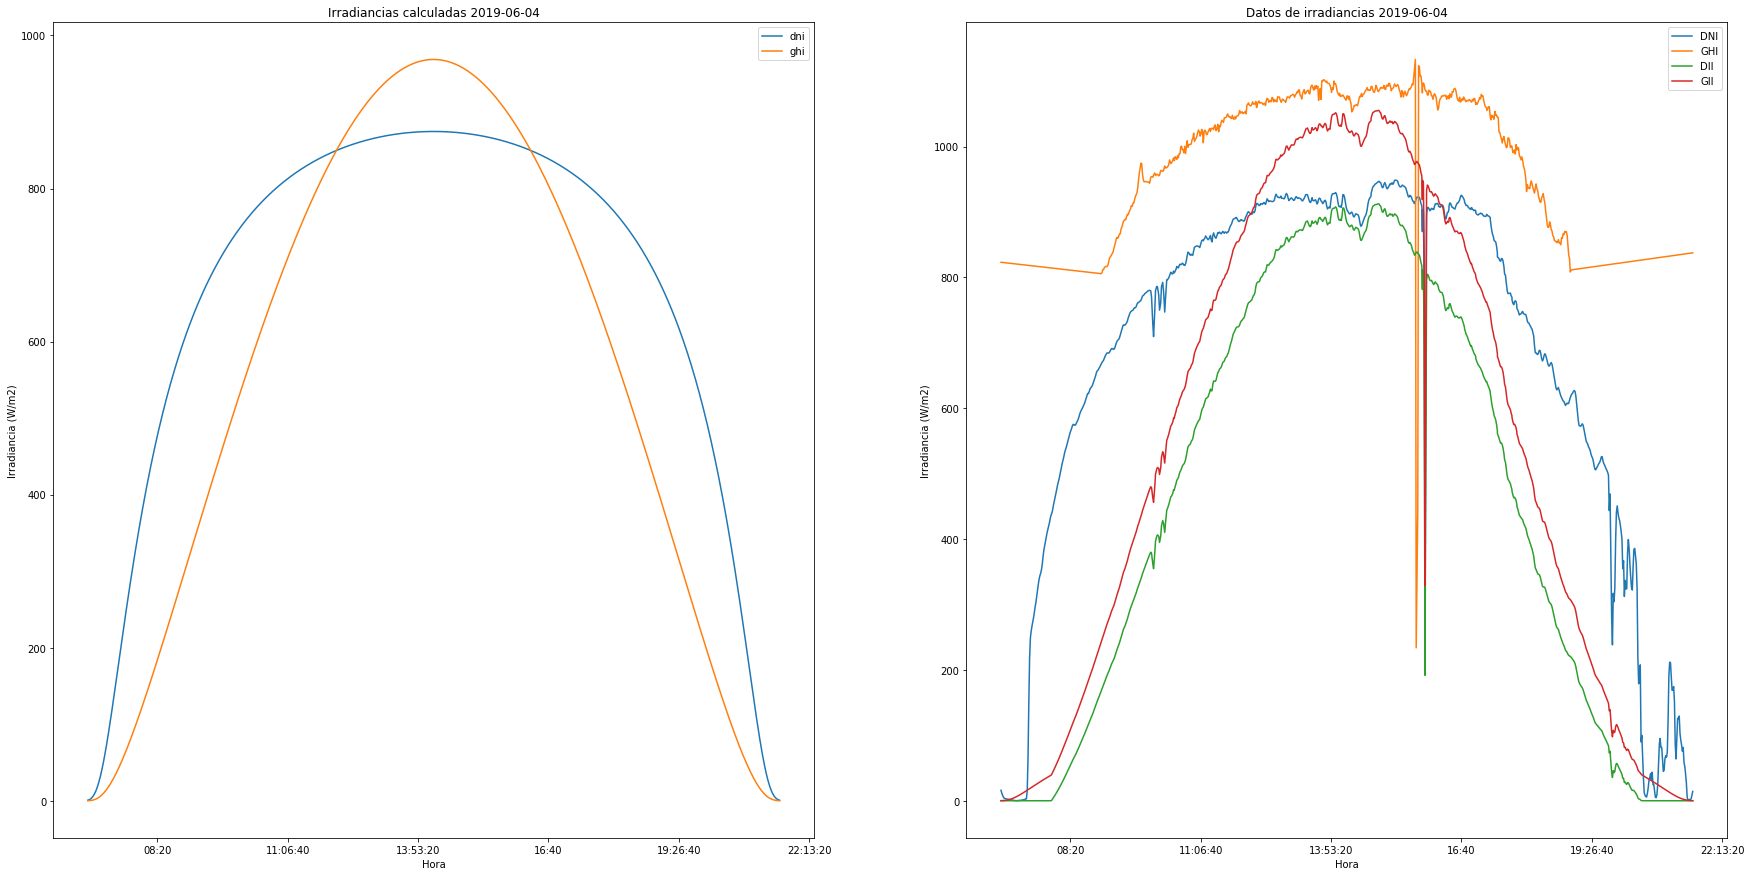 Irradiancias calculadas 2019-06-04
dni
ghi
1000
800
600
400
200
0
Irradiancia (W/m2)
08:20
11:06:40
13:53:20
16:40
19:26:40
22:13:20
Hora
Datos de irradiancias 2019-06-04
DNI
GHI
DII
GII
1000
800
600
400
200
0
Irradiancia (W/m2)
08:20
11:06:40
13:53:20
16:40
19:26:40
22:13:20
Hora